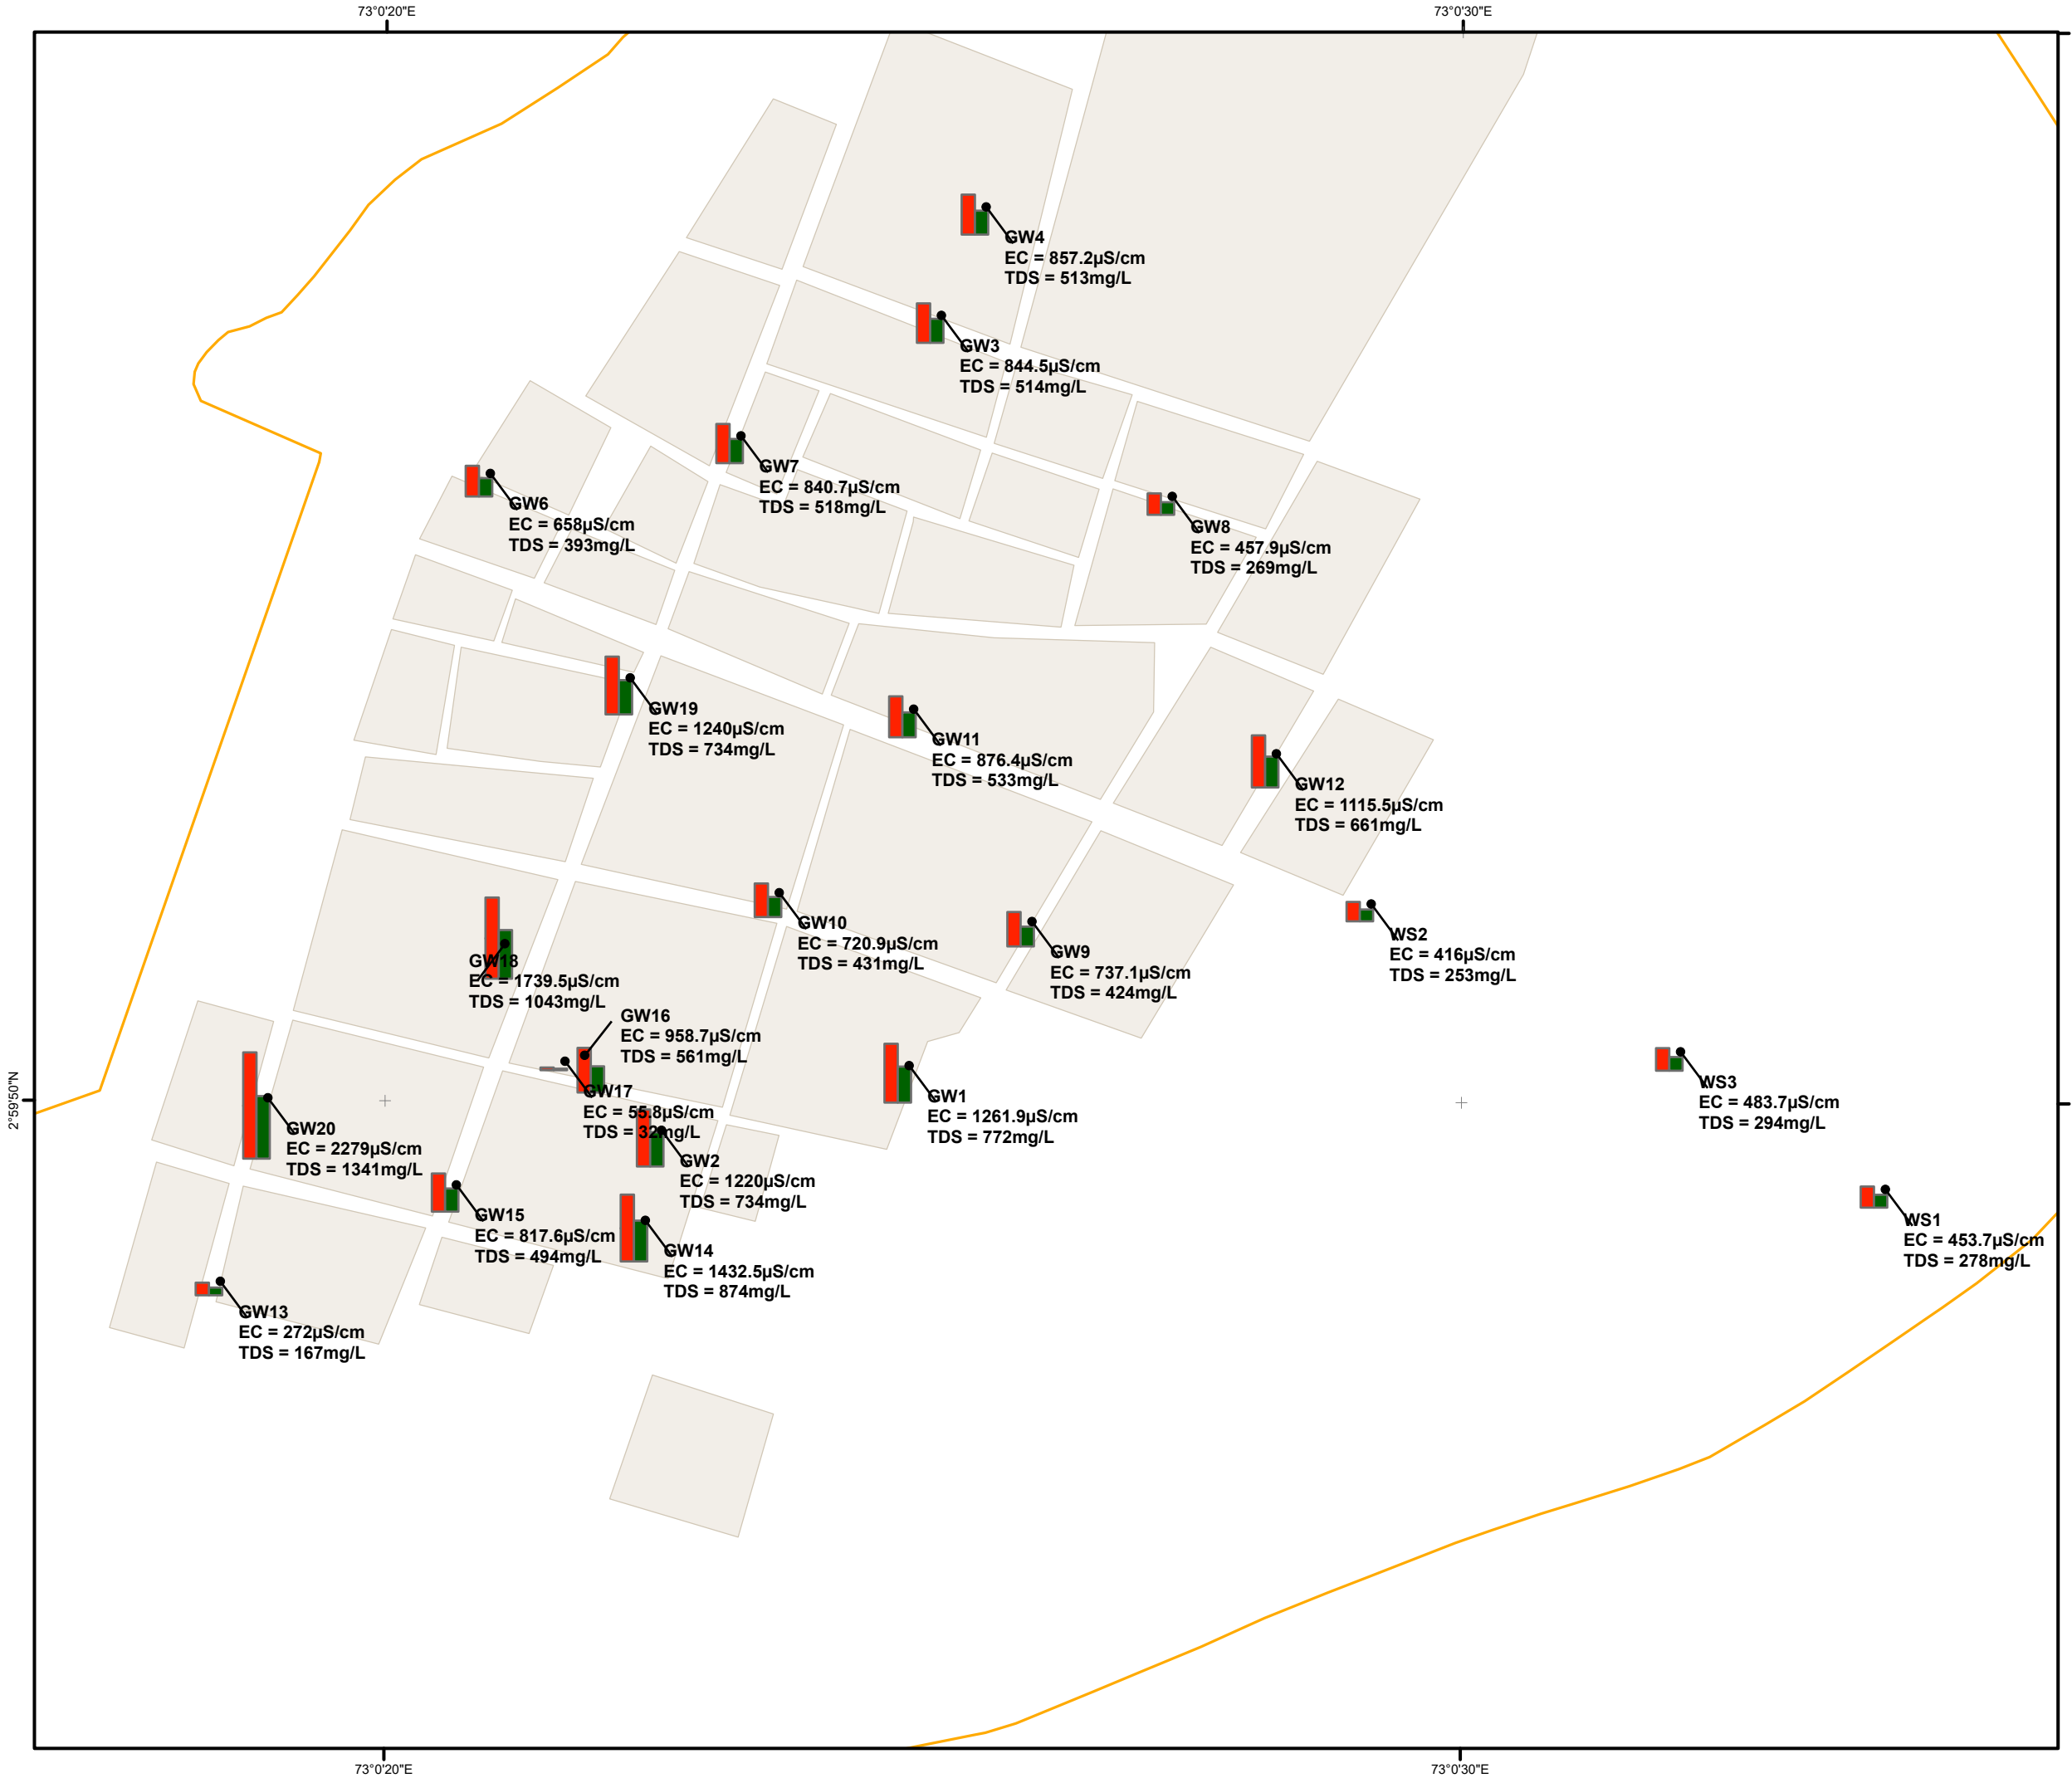 73°0'20"E
73°0'30"E
GW4
EC = 857.2µS/cm
TDS = 513mg/L
GW3
EC = 844.5µS/cm
TDS = 514mg/L
GW7
EC = 840.7µS/cm
TDS = 518mg/L
GW6
EC = 658µS/cm
TDS = 393mg/L
GW8
EC = 457.9µS/cm
TDS = 269mg/L
GW19
EC = 1240µS/cm
TDS = 734mg/L
GW11
EC = 876.4µS/cm
TDS = 533mg/L
GW12
EC = 1115.5µS/cm
TDS = 661mg/L
GW10
EC = 720.9µS/cm
TDS = 431mg/L
GW9
EC = 737.1µS/cm
TDS = 424mg/L
WS2
EC = 416µS/cm
TDS = 253mg/L
GW18
EC = 1739.5µS/cm
TDS = 1043mg/L
GW16
EC = 958.7µS/cm
TDS = 561mg/L
GW17
EC = 55.8µS/cm
TDS = 32mg/L
GW1
EC = 1261.9µS/cm
TDS = 772mg/L
WS3
EC = 483.7µS/cm
TDS = 294mg/L
2°59'50"N
GW20
EC = 2279µS/cm
TDS = 1341mg/L
GW2
EC = 1220µS/cm
TDS = 734mg/L
GW15
EC = 817.6µS/cm
TDS = 494mg/L
WS1
EC = 453.7µS/cm
TDS = 278mg/L
GW14
EC = 1432.5µS/cm
TDS = 874mg/L
GW13
EC = 272µS/cm
TDS = 167mg/L
73°0'20"E
73°0'30"E